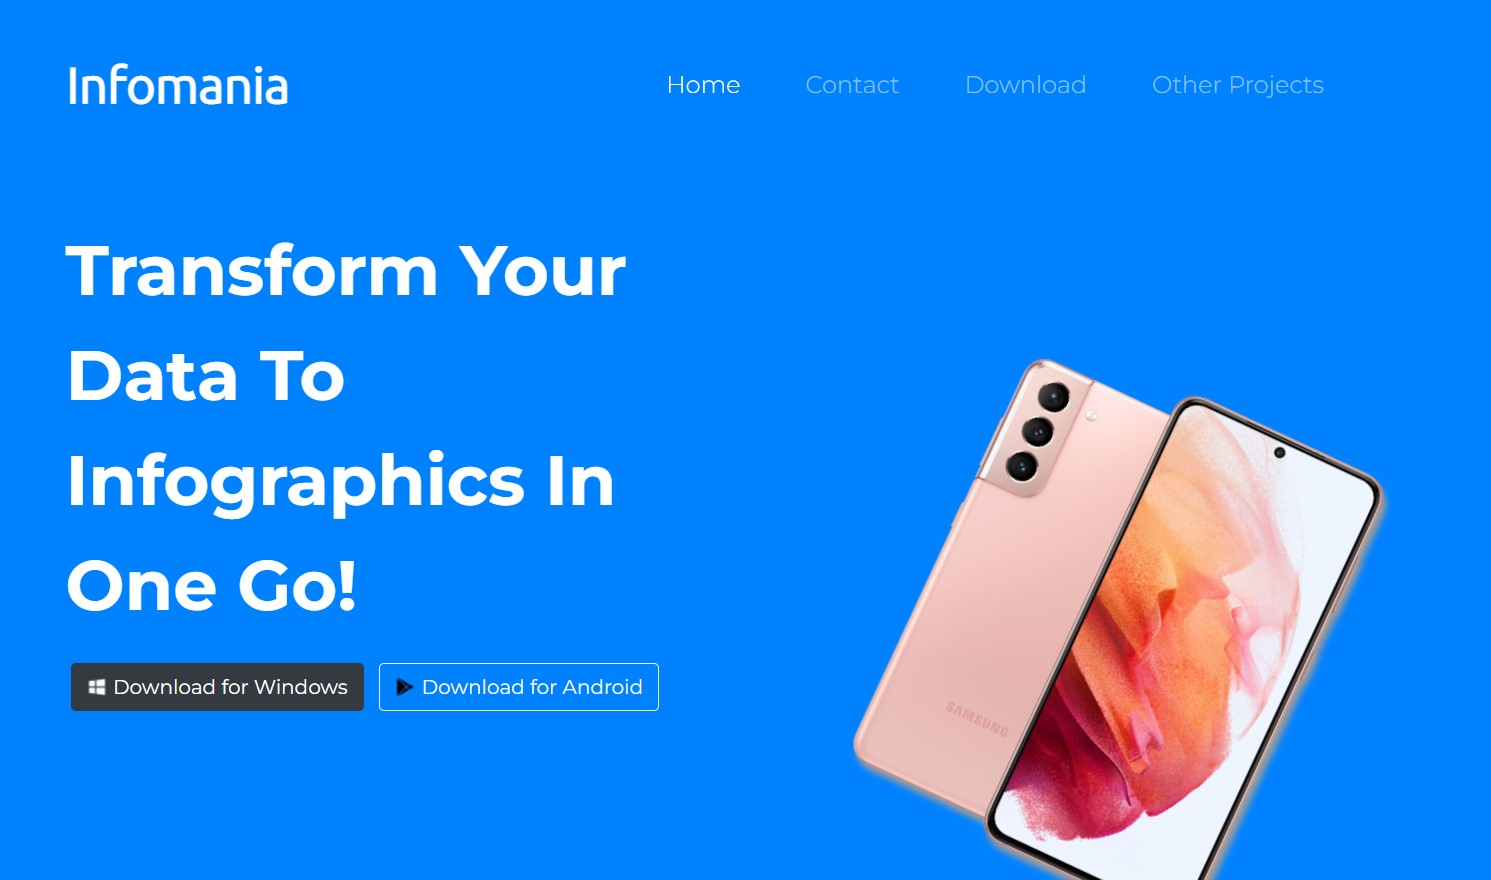 Infomania
Home
Contact
Download
Other Projects
Transform Your
Data To
Infographics In
One Go!
Download for Windows
Download for Android
SAMSUNG